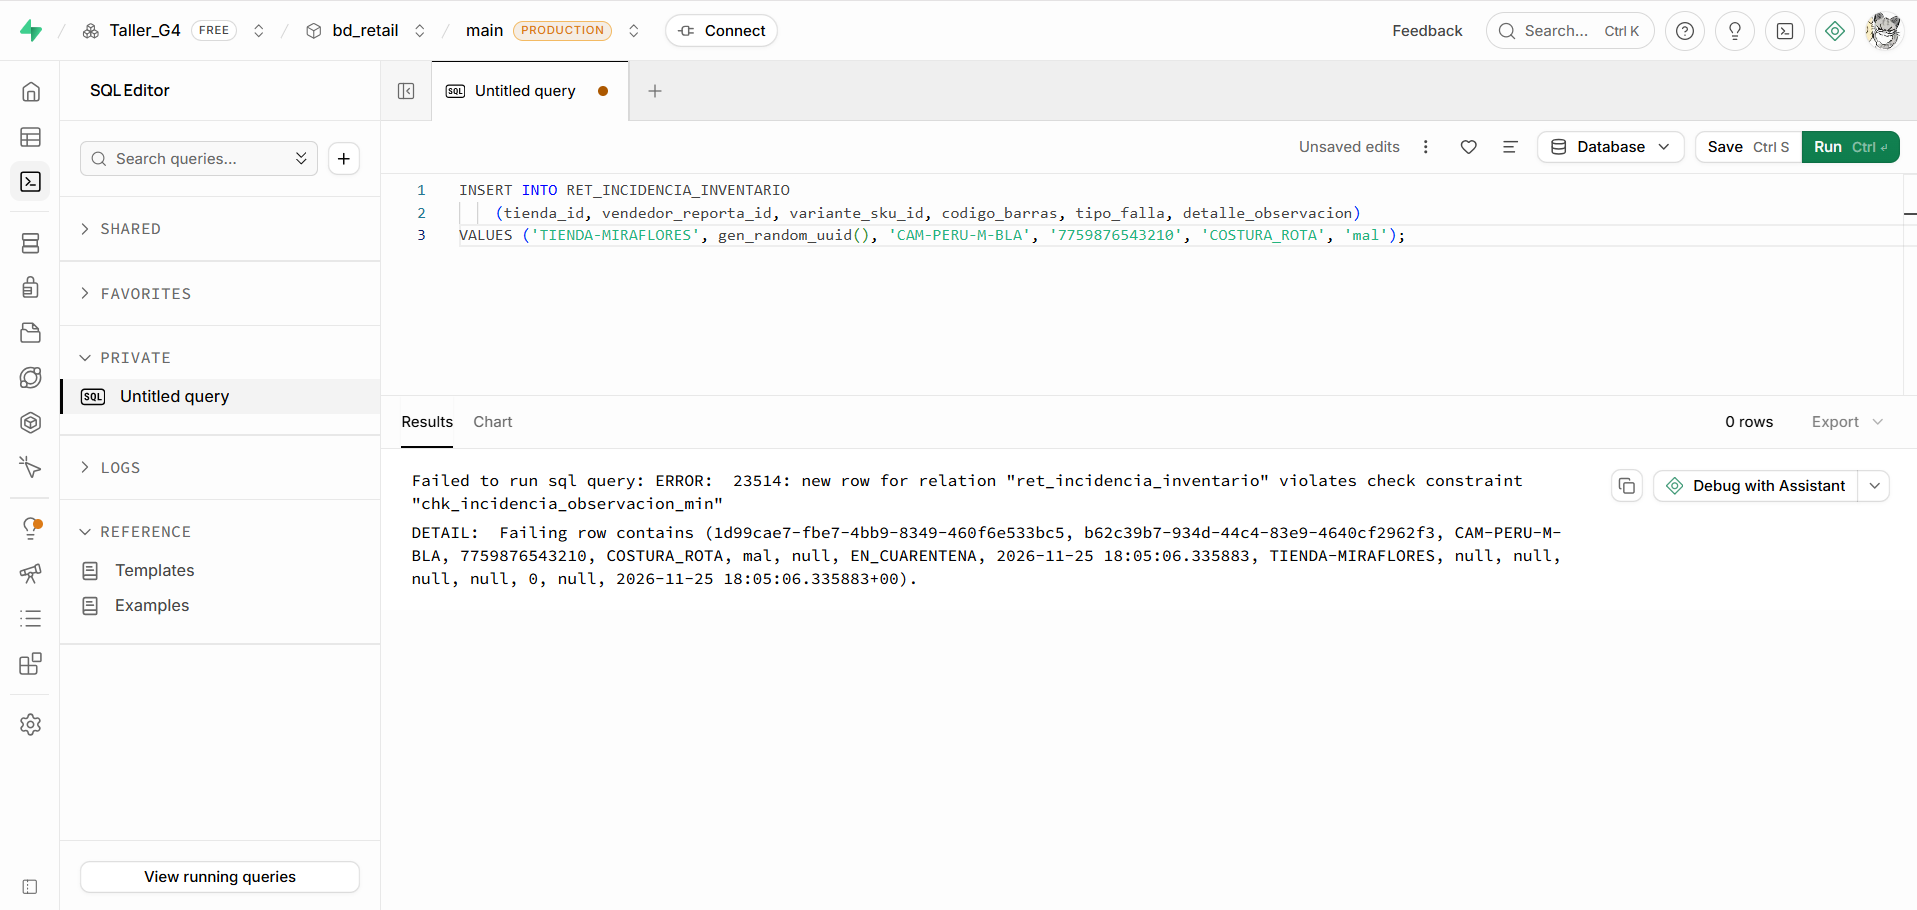 Taller_G4 FREE bd_retail main PRODUCTION Connect Feedback Search... Ctrl K
SQL Editor
SQL Untitled query
Search queries...
Unsaved edits Database Save Ctrl S Run Ctrl ↵
1 INSERT INTO RET_INCIDENCIA_INVENTARIO
2 (tienda_id, vendedor_reporta_id, variante_sku_id, codigo_barras, tipo_falla, detalle_observacion)
3 VALUES ('TIENDA-MIRAFLORES', gen_random_uuid(), 'CAM-PERU-M-BLA', '7759876543210', 'COSTURA_ROTA', 'mal');
SHARED
FAVORITES
PRIVATE
SQL Untitled query
LOGS
REFERENCE
Templates
Examples
View running queries
Results Chart 0 rows Export
Failed to run sql query: ERROR:  23514: new row for relation "ret_incidencia_inventario" violates check constraint
"chk_incidencia_observacion_min"
Debug with Assistant
DETAIL:  Failing row contains (1d99cae7-fbe7-4bb9-8349-460f6e533bc5, b62c39b7-934d-44c4-83e9-4640cf2962f3, CAM-PERU-M-
BLA, 7759876543210, COSTURA_ROTA, mal, null, EN_CUARENTENA, 2026-11-25 18:05:06.335883, TIENDA-MIRAFLORES, null, null,
null, null, 0, null, 2026-11-25 18:05:06.335883+00).